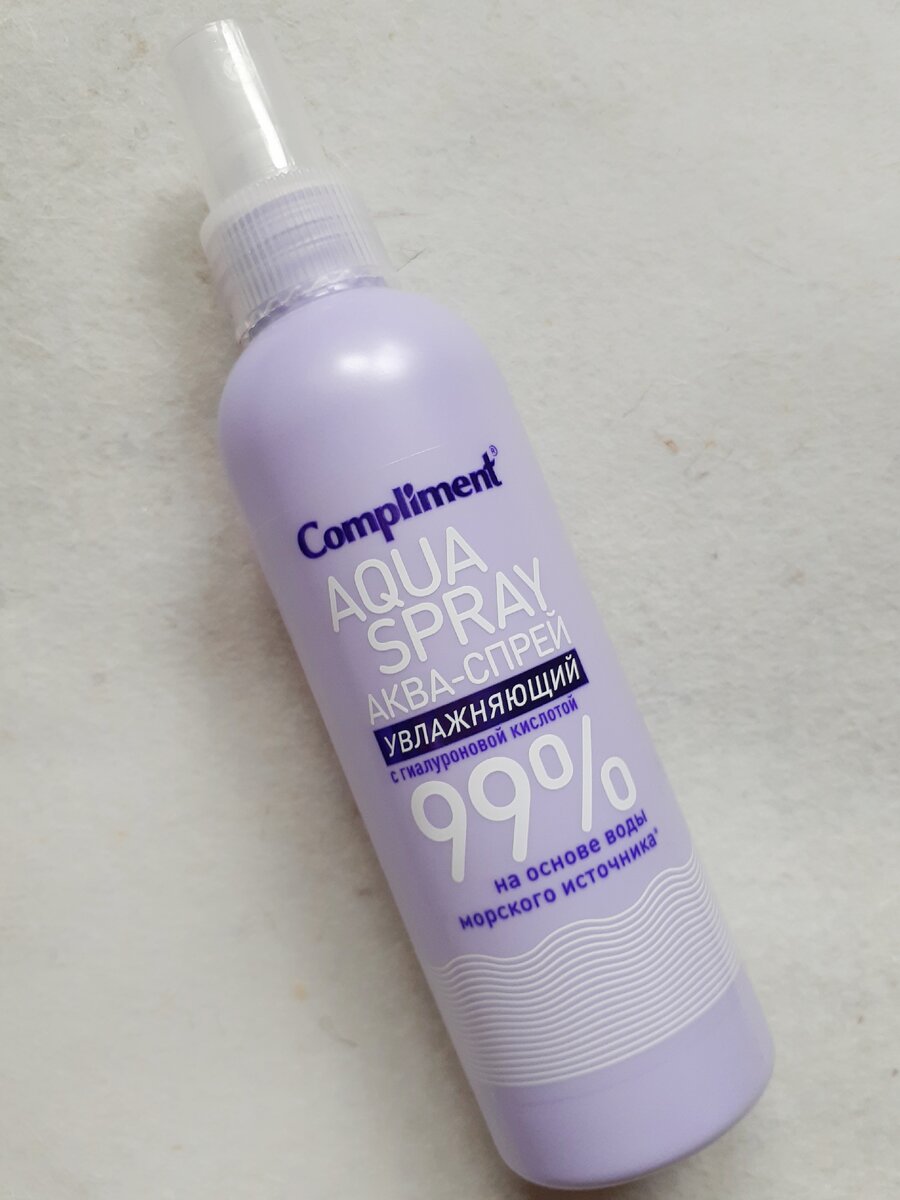 Compliment®
AQUA
SPRAY
АКВА-СПРЕЙ
УВЛАЖНЯЮЩИЙ
с гиалуроновой кислотой
99%
на основе воды
морского источника*